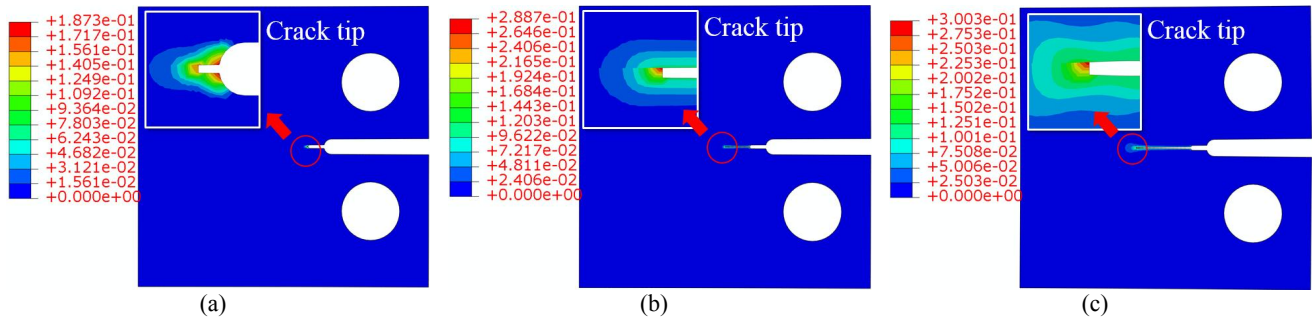 +1.873e-01
+1.717e-01
+1.561e-01
+1.405e-01
+1.249e-01
+1.092e-01
+9.364e-02
+7.803e-02
+6.243e-02
+4.682e-02
+3.121e-02
+1.561e-02
+0.000e+00
Crack tip
(a)
+2.887e-01
+2.646e-01
+2.406e-01
+2.165e-01
+1.924e-01
+1.684e-01
+1.443e-01
+1.203e-01
+9.622e-02
+7.217e-02
+4.811e-02
+2.406e-02
+0.000e+00
Crack tip
(b)
+3.003e-01
+2.753e-01
+2.503e-01
+2.252e-01
+2.002e-01
+1.752e-01
+1.502e-01
+1.251e-01
+1.001e-01
+7.508e-02
+5.005e-02
+2.503e-02
+0.000e+00
Crack tip
(c)